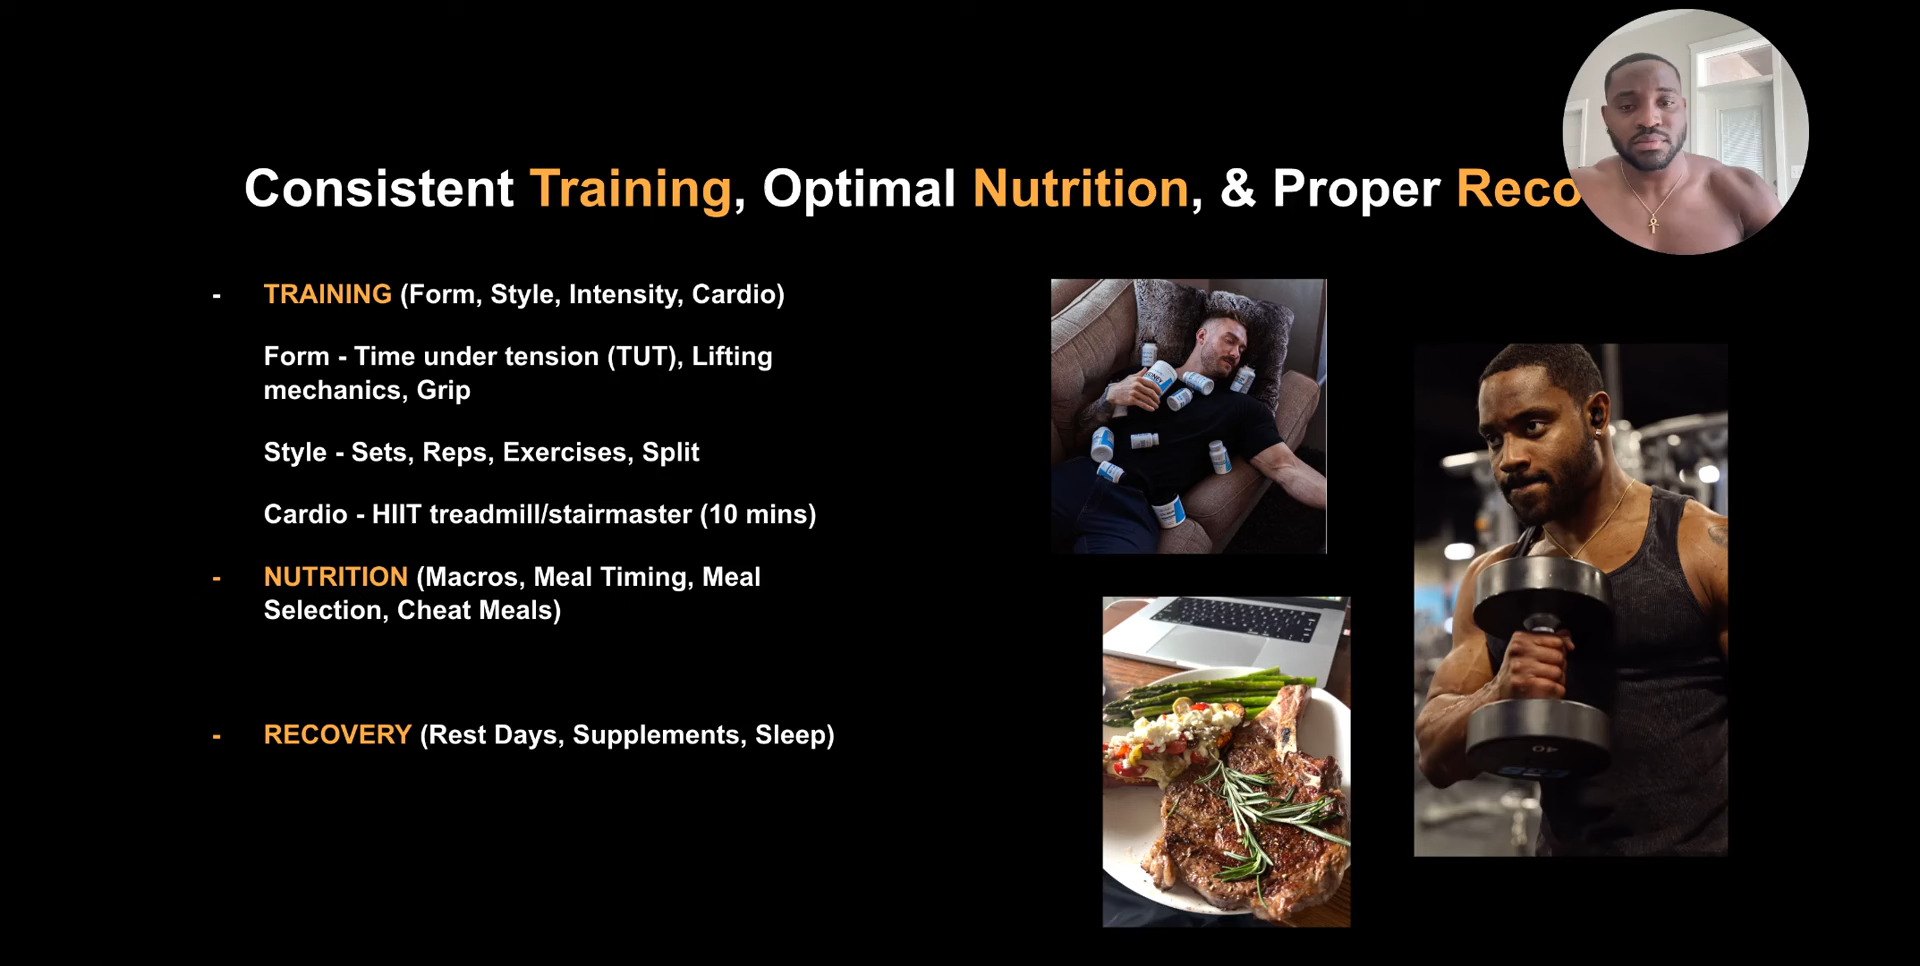 Consistent Training, Optimal Nutrition, & Proper Reco
- TRAINING (Form, Style, Intensity, Cardio)
Form - Time under tension (TUT), Lifting
mechanics, Grip
Style - Sets, Reps, Exercises, Split
Cardio - HIIT treadmill/stairmaster (10 mins)
- NUTRITION (Macros, Meal Timing, Meal
Selection, Cheat Meals)
- RECOVERY (Rest Days, Supplements, Sleep)
40